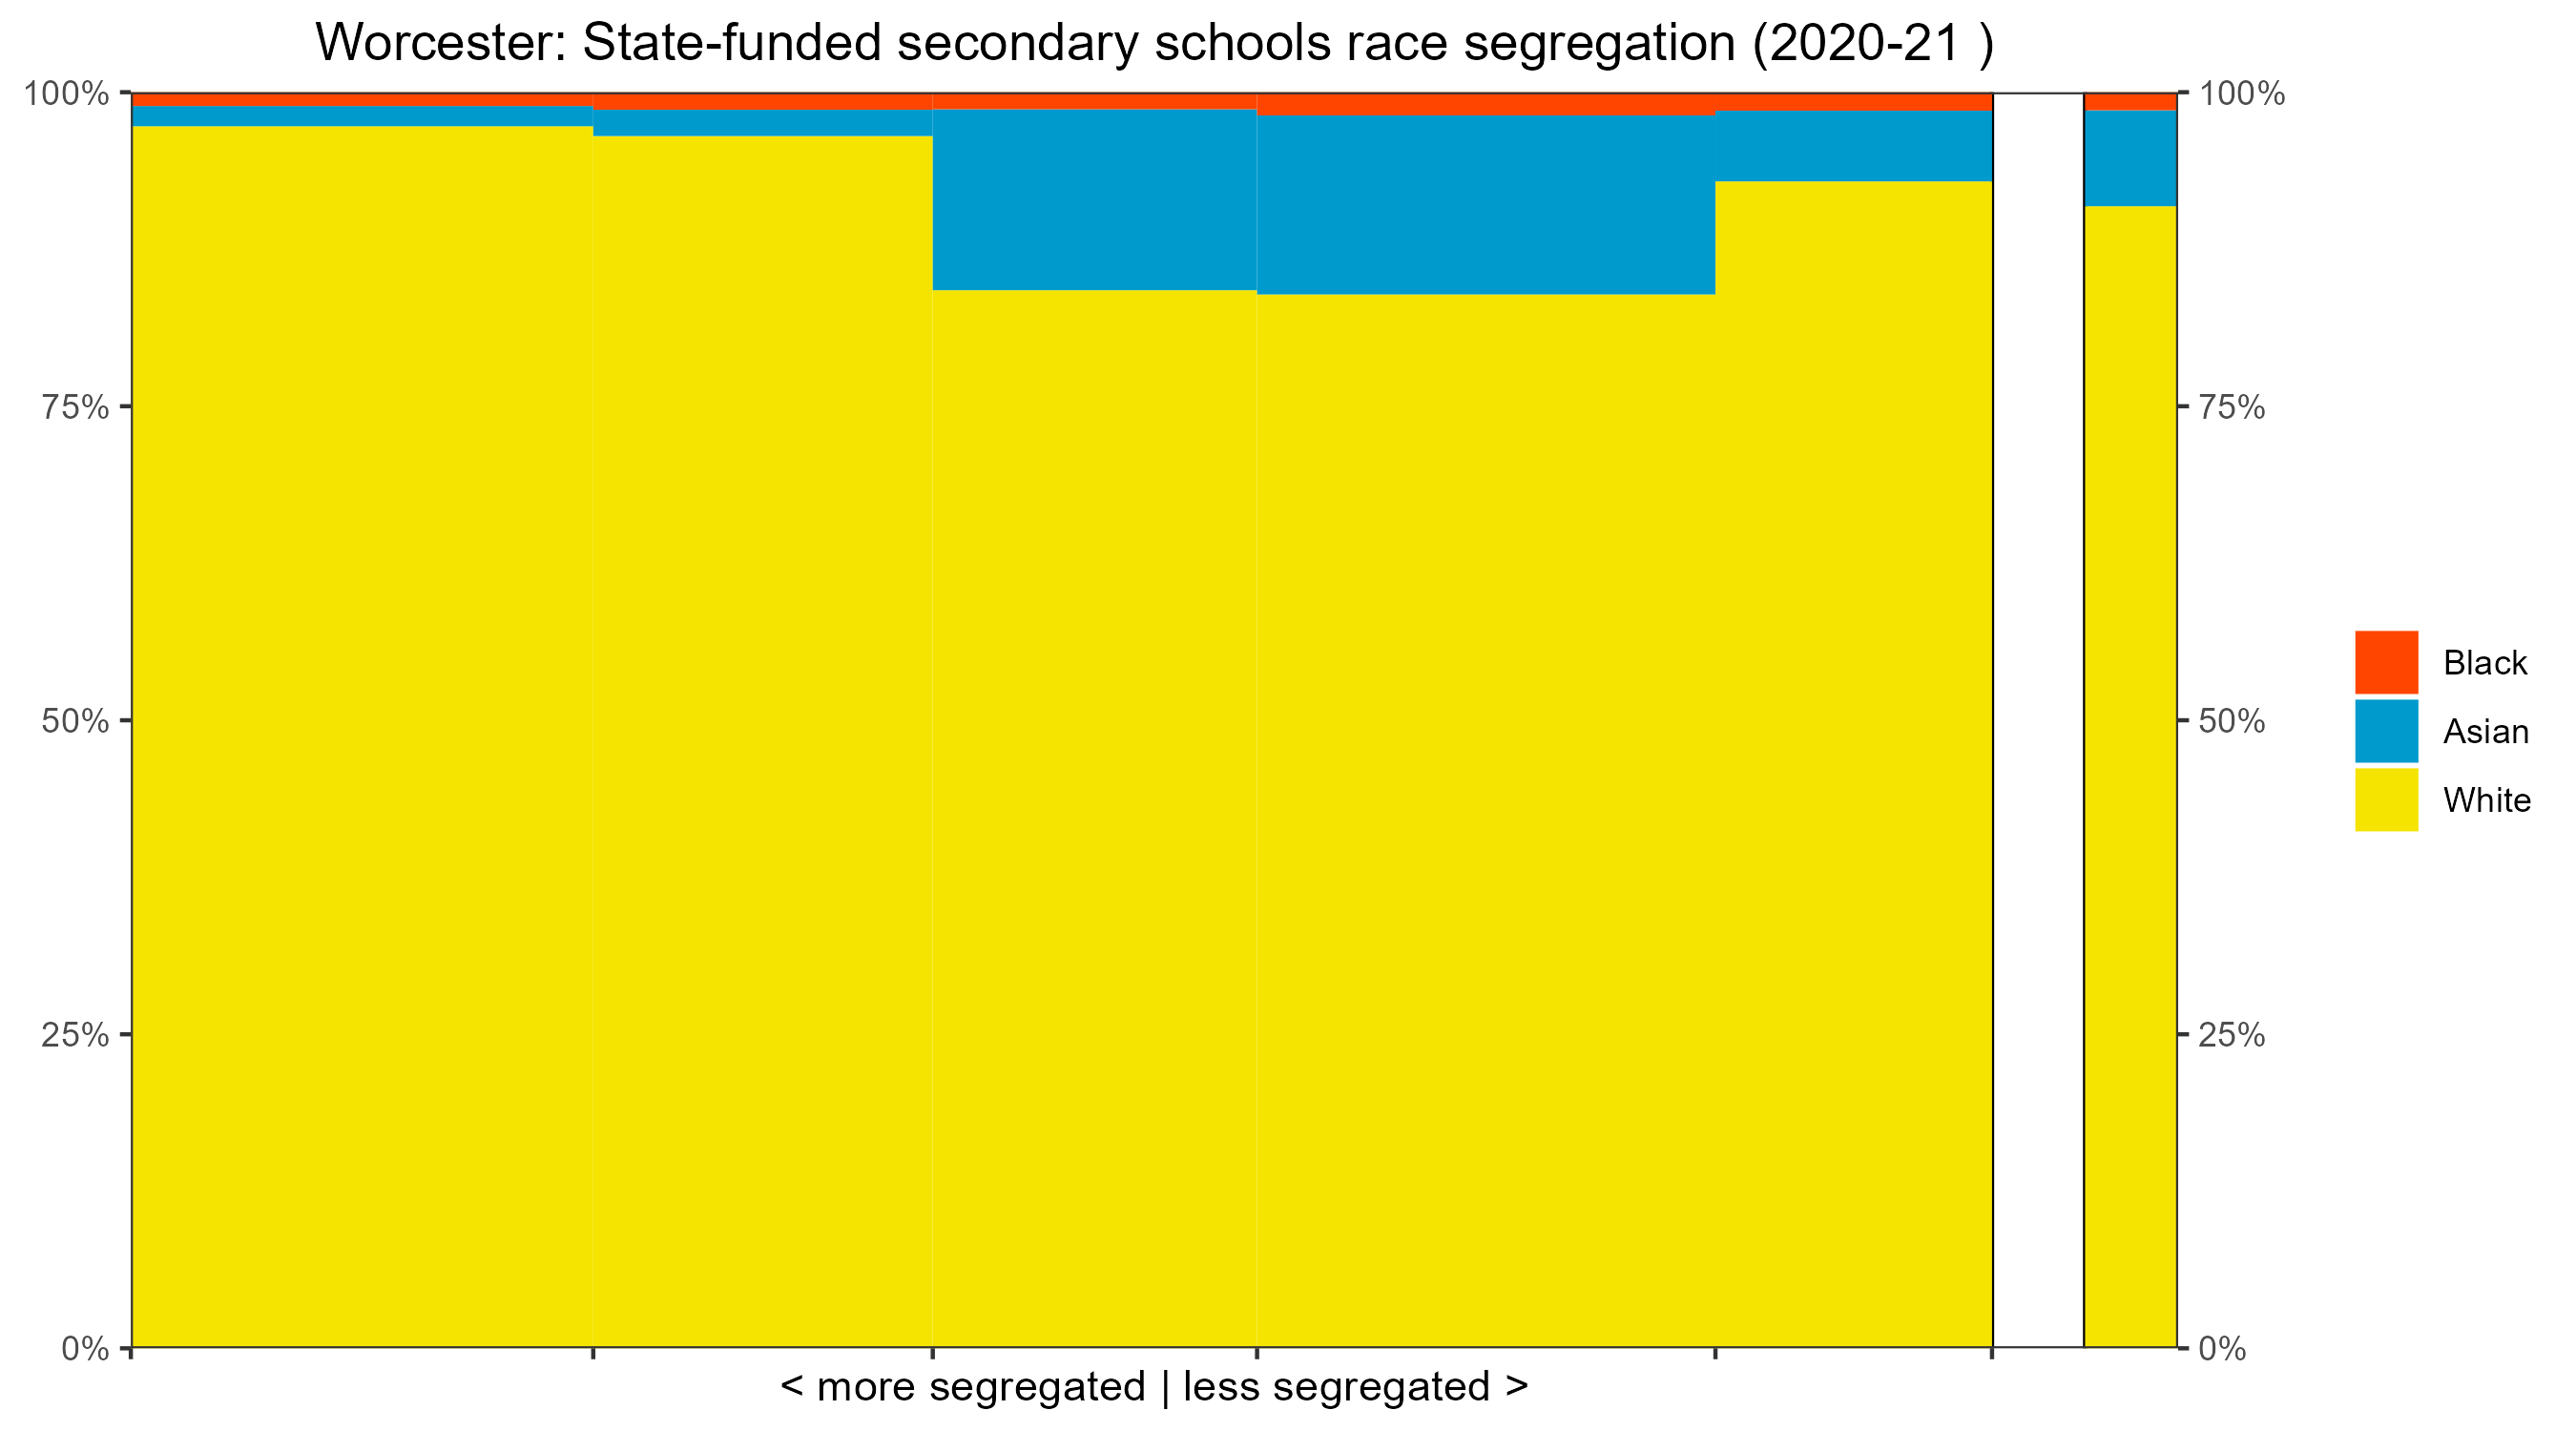 Worcester: State-funded secondary schools race segregation (2020-21 )
100%
75%
50%
25%
0%
100%
75%
50%
25%
0%
Black
Asian
White
< more segregated | less segregated >